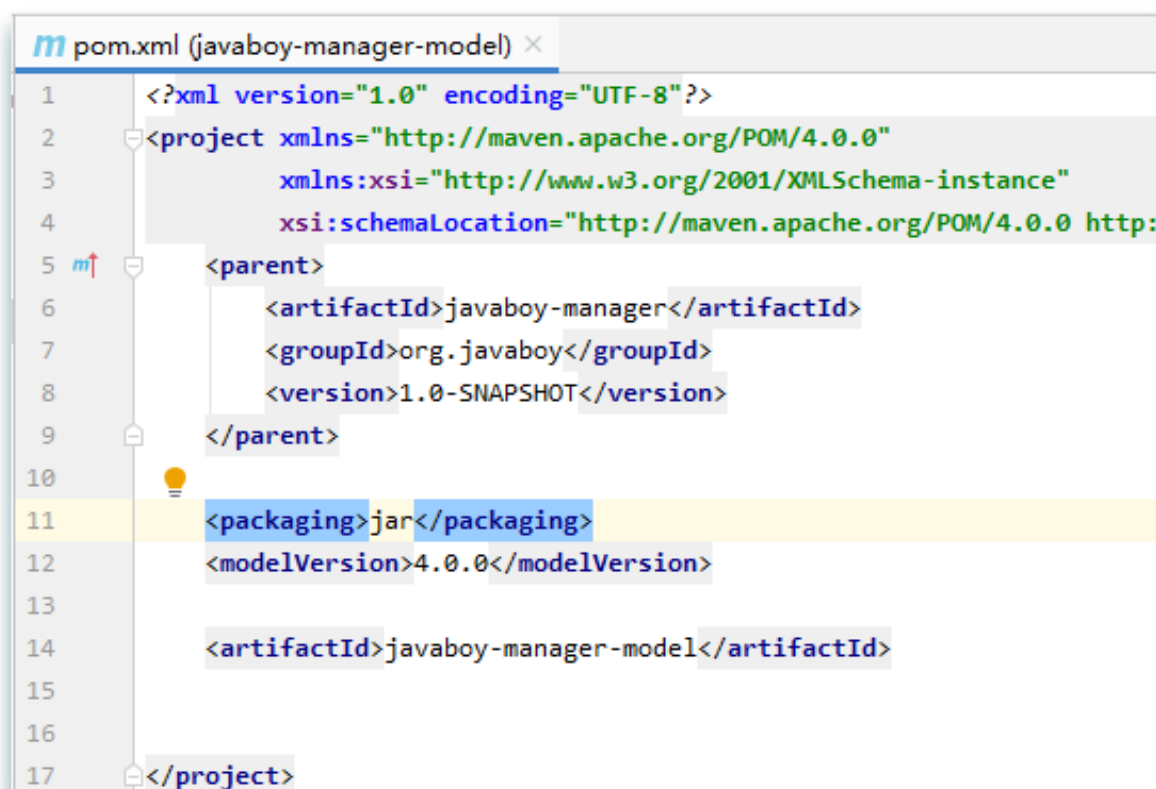 m pom.xml (javaboy-manager-model) ×
1 <?xml version="1.0" encoding="UTF-8"?>
2 <project xmlns="http://maven.apache.org/POM/4.0.0"
3 xmlns:xsi="http://www.w3.org/2001/XMLSchema-instance"
4 xsi:schemaLocation="http://maven.apache.org/POM/4.0.0 http:
5 m <parent>
6 <artifactId>javaboy-manager</artifactId>
7 <groupId>org.javaboy</groupId>
8 <version>1.0-SNAPSHOT</version>
9 </parent>
10
11 <packaging>jar</packaging>
12 <modelVersion>4.0.0</modelVersion>
13
14 <artifactId>javaboy-manager-model</artifactId>
15
16
17 </project>